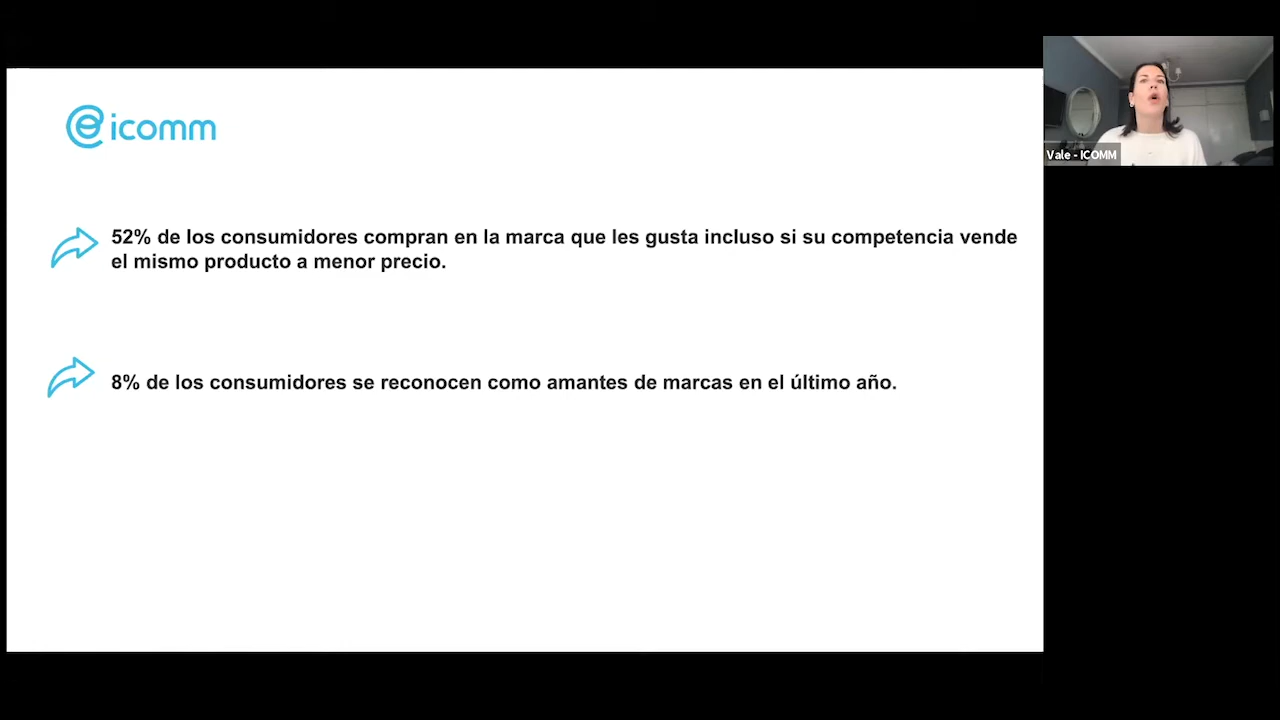 icomm
52% de los consumidores compran en la marca que les gusta incluso si su competencia vende
el mismo producto a menor precio.
8% de los consumidores se reconocen como amantes de marcas en el último año.
Vale - ICOMM